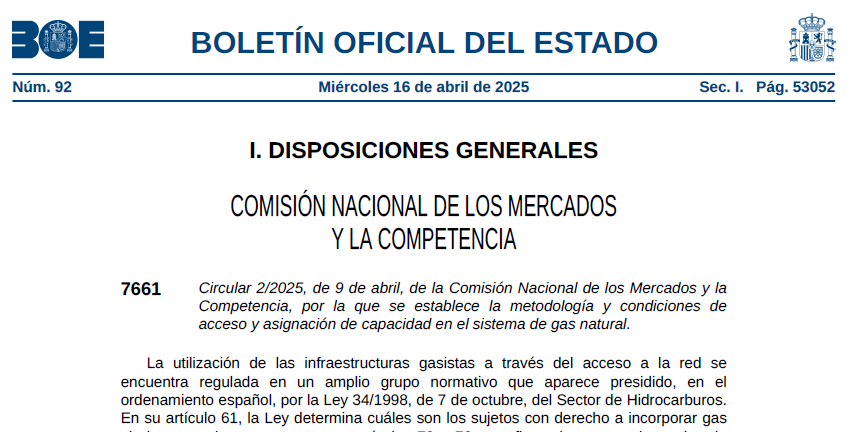 BOE
BOLETÍN OFICIAL DEL ESTADO
Núm. 92 Miércoles 16 de abril de 2025 Sec. I. Pág. 53052
I. DISPOSICIONES GENERALES
COMISIÓN NACIONAL DE LOS MERCADOS
Y LA COMPETENCIA
7661 Circular 2/2025, de 9 de abril, de la Comisión Nacional de los Mercados y la
Competencia, por la que se establece la metodología y condiciones de
acceso y asignación de capacidad en el sistema de gas natural.
La utilización de las infraestructuras gasistas a través del acceso a la red se
encuentra regulada en un amplio grupo normativo que aparece presidido, en el
ordenamiento español, por la Ley 34/1998, de 7 de octubre, del Sector de Hidrocarburos.
En su artículo 61, la Ley determina cuáles son los sujetos con derecho a incorporar gas